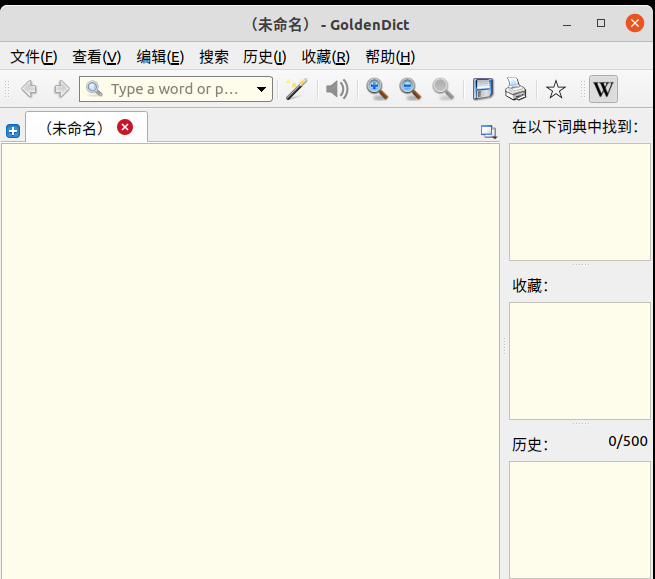 （未命名） - GoldenDict
文件(F) 查看(V) 编辑(E) 搜索 历史(I) 收藏(R) 帮助(H)
Type a word or p... W
（未命名）
在以下词典中找到：
收藏：
历史： 0/500